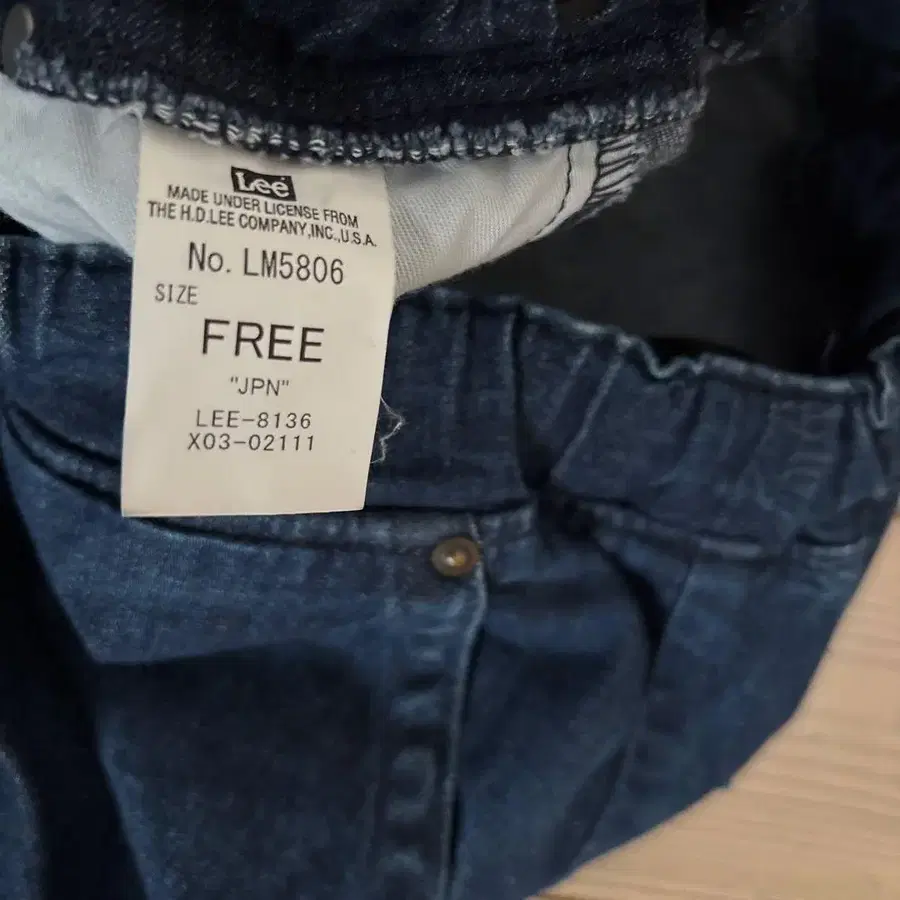 Lee
MADE UNDER LICENSE FROM
THE H.D.LEE COMPANY,INC.,U.S.A.
No. LM5806
SIZE
FREE
"JPN"
LEE-8136
X03-02111